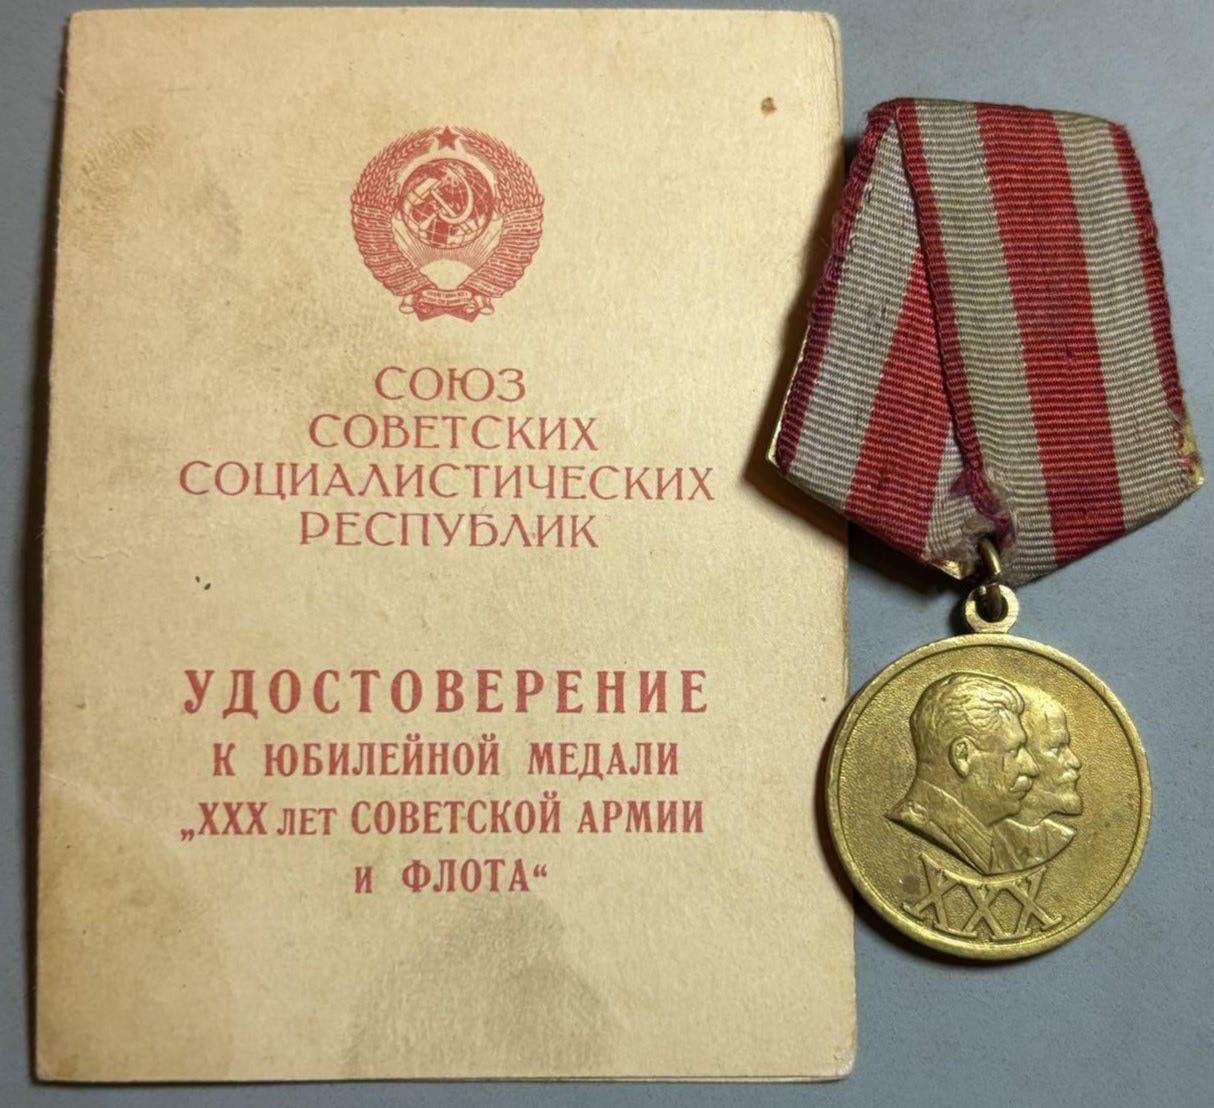 СОЮЗ
СОВЕТСКИХ
СОЦИАЛИСТИЧЕСКИХ
РЕСПУБЛИК
УДОСТОВЕРЕНИЕ
К ЮБИЛЕЙНОЙ МЕДАЛИ
„XXX ЛЕТ СОВЕТСКОЙ АРМИИ
И ФЛОТА“
XXX